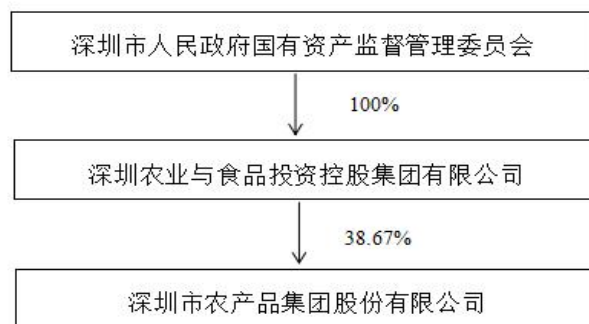 深圳市人民政府国有资产监督管理委员会
100%
深圳农业与食品投资控股集团有限公司
38.67%
深圳市农产品集团股份有限公司